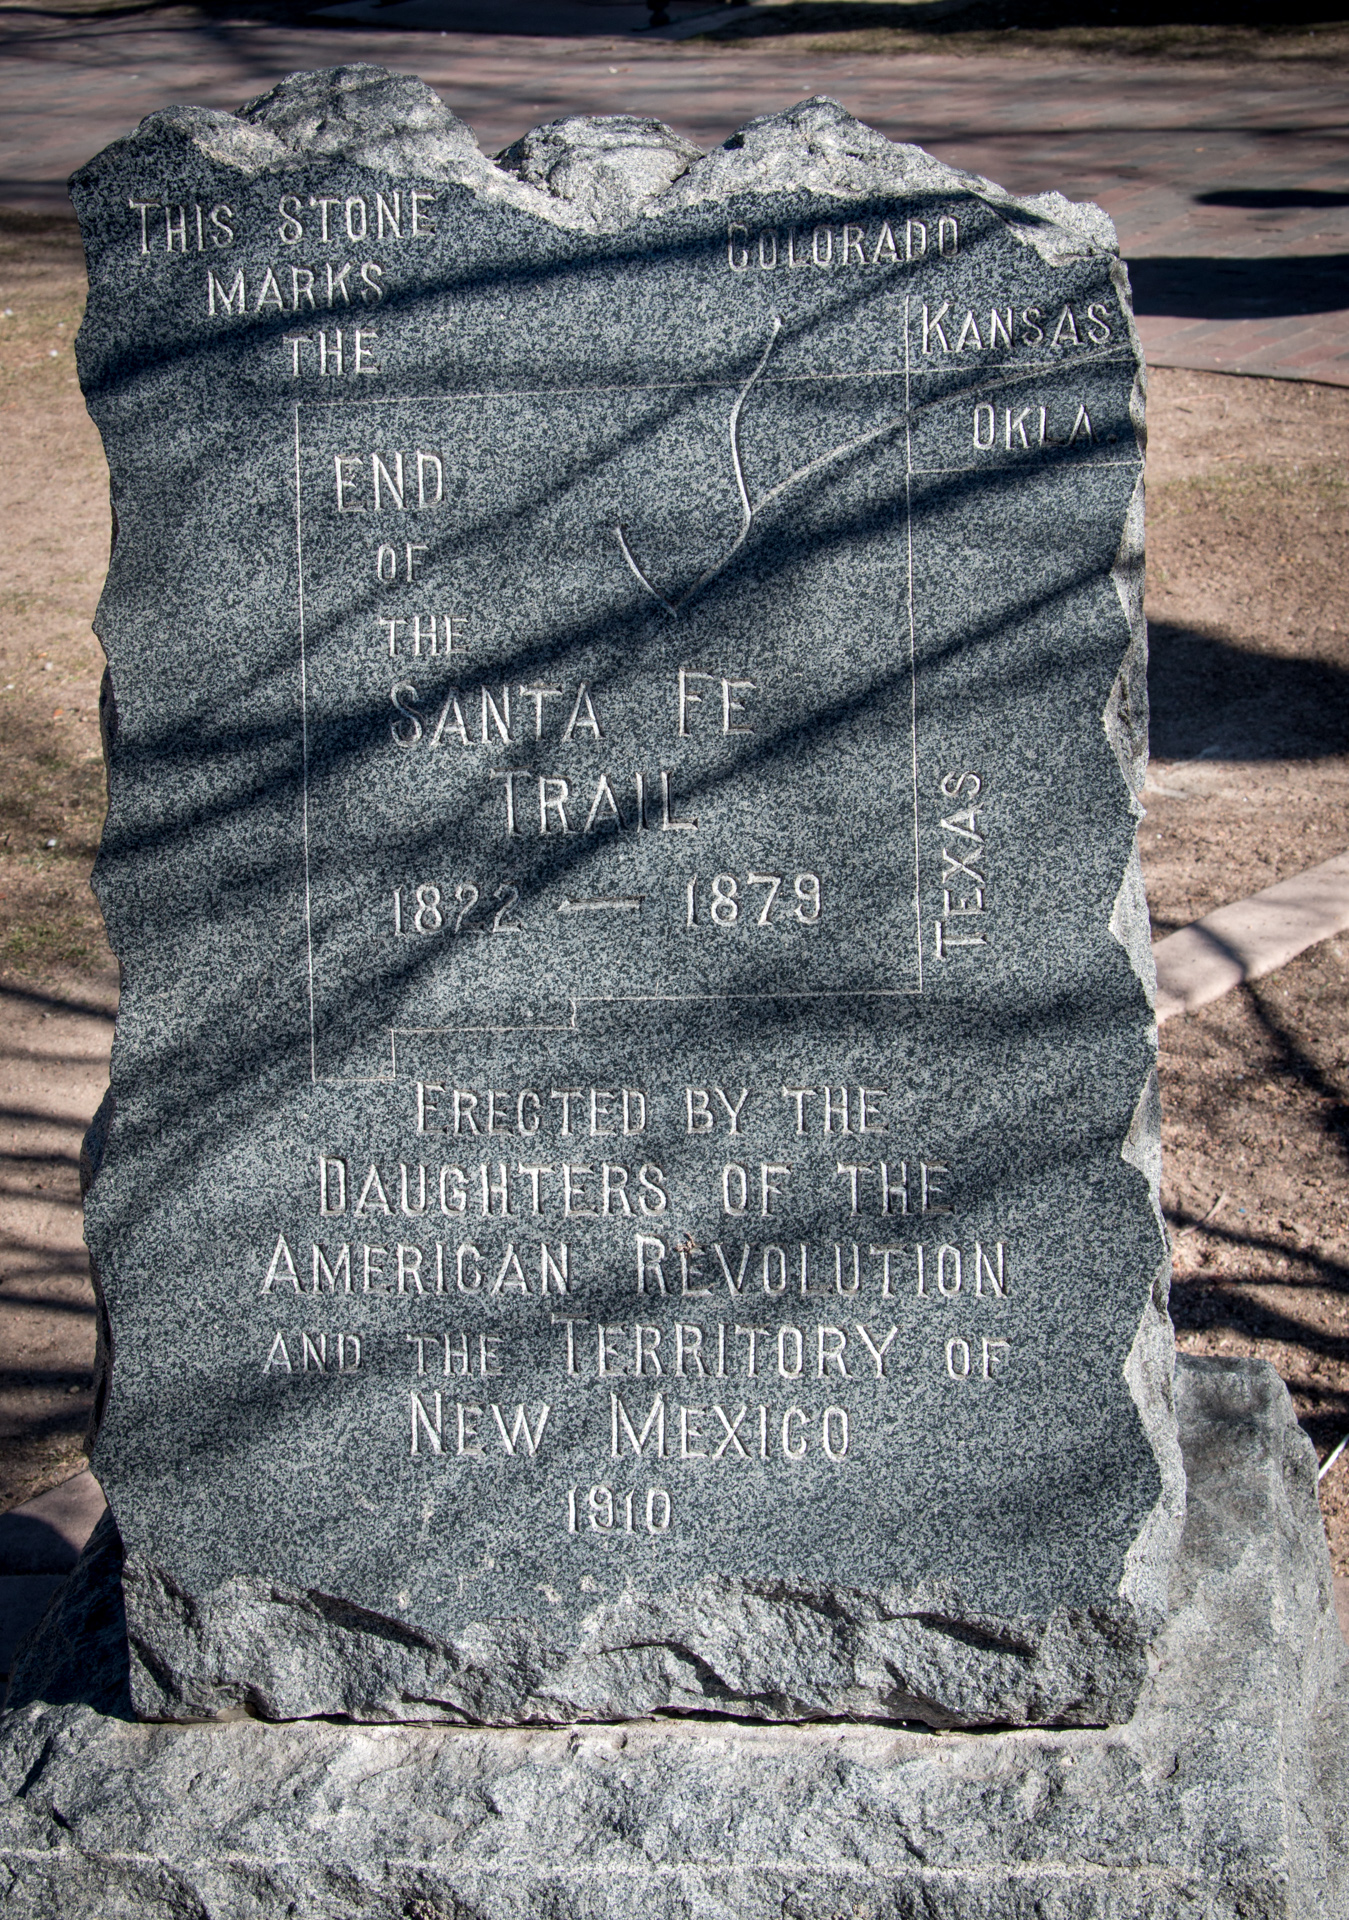 THIS STONE
MARKS
THE
COLORADO
KANSAS
OKLA.
END
OF
THE
SANTA FE
TRAIL
1822 — 1879
TEXAS
ERECTED BY THE
DAUGHTERS OF THE
AMERICAN REVOLUTION
AND THE TERRITORY OF
NEW MEXICO
1910